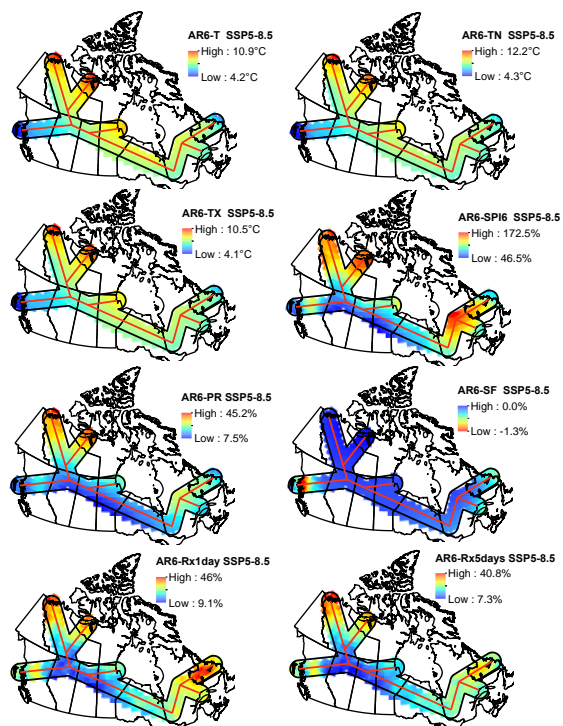 AR6-T SSP5-8.5
High : 10.9°C
Low : 4.2°C
AR6-TN SSP5-8.5
High : 12.2°C
Low : 4.3°C
AR6-TX SSP5-8.5
High : 10.5°C
Low : 4.1°C
AR6-SPI6 SSP5-8.5
High : 172.5%
Low : 46.5%
AR6-PR SSP5-8.5
High : 45.2%
Low : 7.5%
AR6-SF SSP5-8.5
High : 0.0%
Low : -1.3%
AR6-Rx1day SSP5-8.5
High : 46%
Low : 9.1%
AR6-Rx5days SSP5-8.5
High : 40.8%
Low : 7.3%